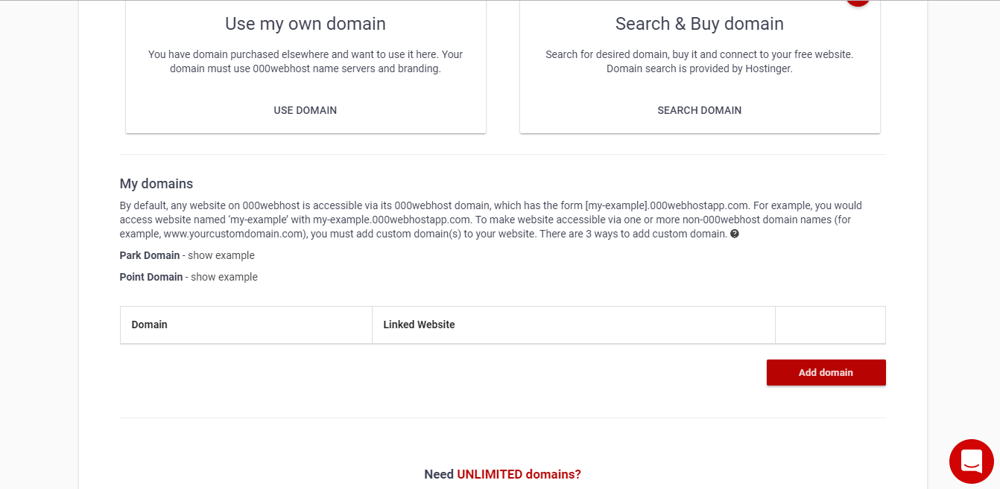 Use my own domain
You have domain purchased elsewhere and want to use it here. Your
domain must use 000webhost name servers and branding.
USE DOMAIN
Search & Buy domain
Search for desired domain, buy it and connect to your free website.
Domain search is provided by Hostinger.
SEARCH DOMAIN
My domains
By default, any website on 000webhost is accessible via its 000webhost domain, which has the form [my-example].000webhostapp.com. For example, you would
access website named ‘my-example’ with my-example.000webhostapp.com. To make website accessible via one or more non-000webhost domain names (for
example, www.yourcustomdomain.com), you must add custom domain(s) to your website. There are 3 ways to add custom domain. ?
Park Domain - show example
Point Domain - show example
Domain
Linked Website
Add domain
Need UNLIMITED domains?